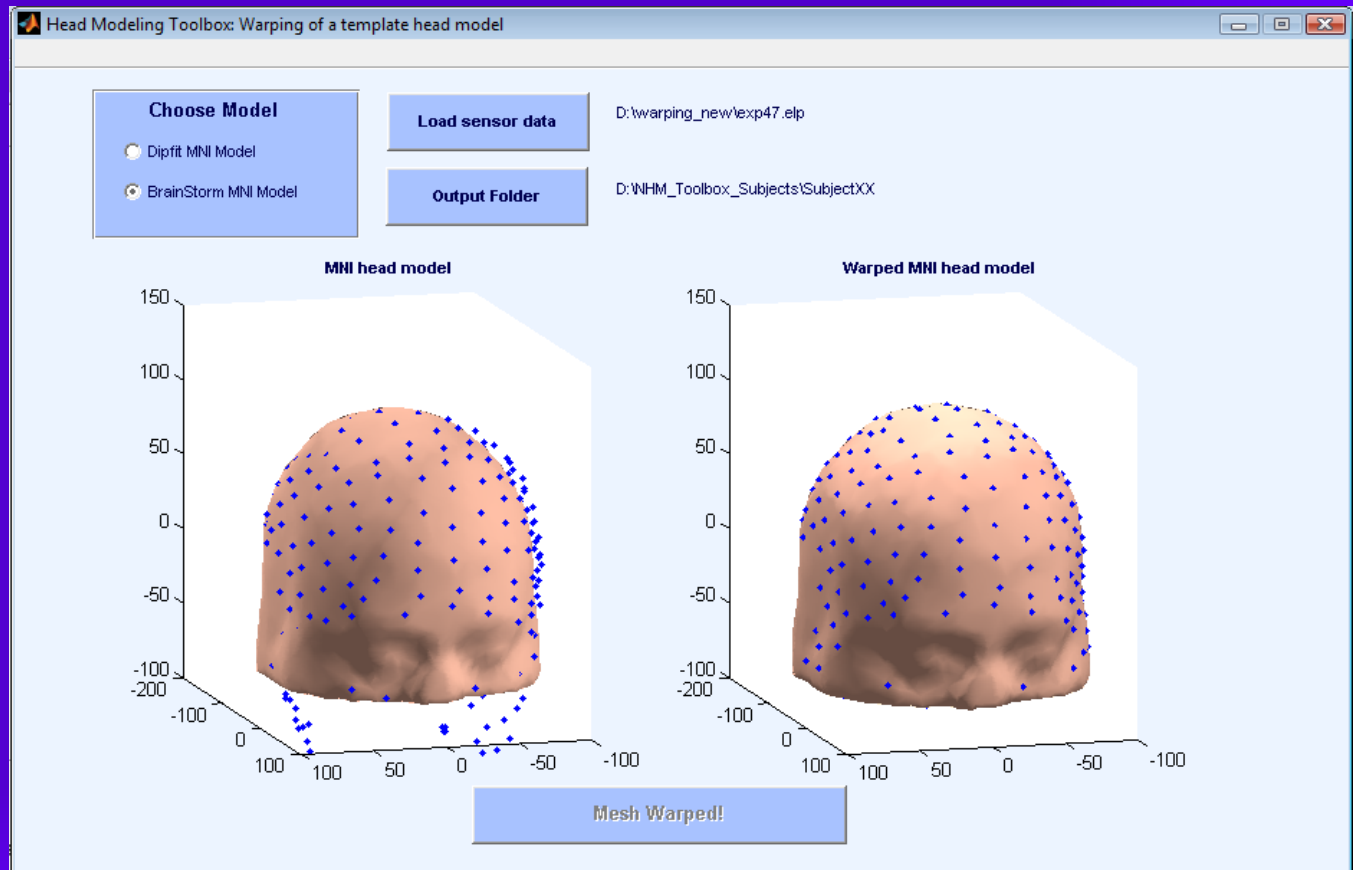 Head Modeling Toolbox: Warping of a template head model
Choose Model
Dipfit MNI Model
BrainStorm MNI Model
Load sensor data
D:\warping_new\exp47.elp
Output Folder
D:\NHM_Toolbox_Subjects\SubjectXX
MNI head model
150
100
50
0
-50
-100
-200
-100
0
100
100
50
0
-50
-100
Warped MNI head model
150
100
50
0
-50
-100
-200
-100
0
100
100
50
0
-50
-100
Mesh Warped!